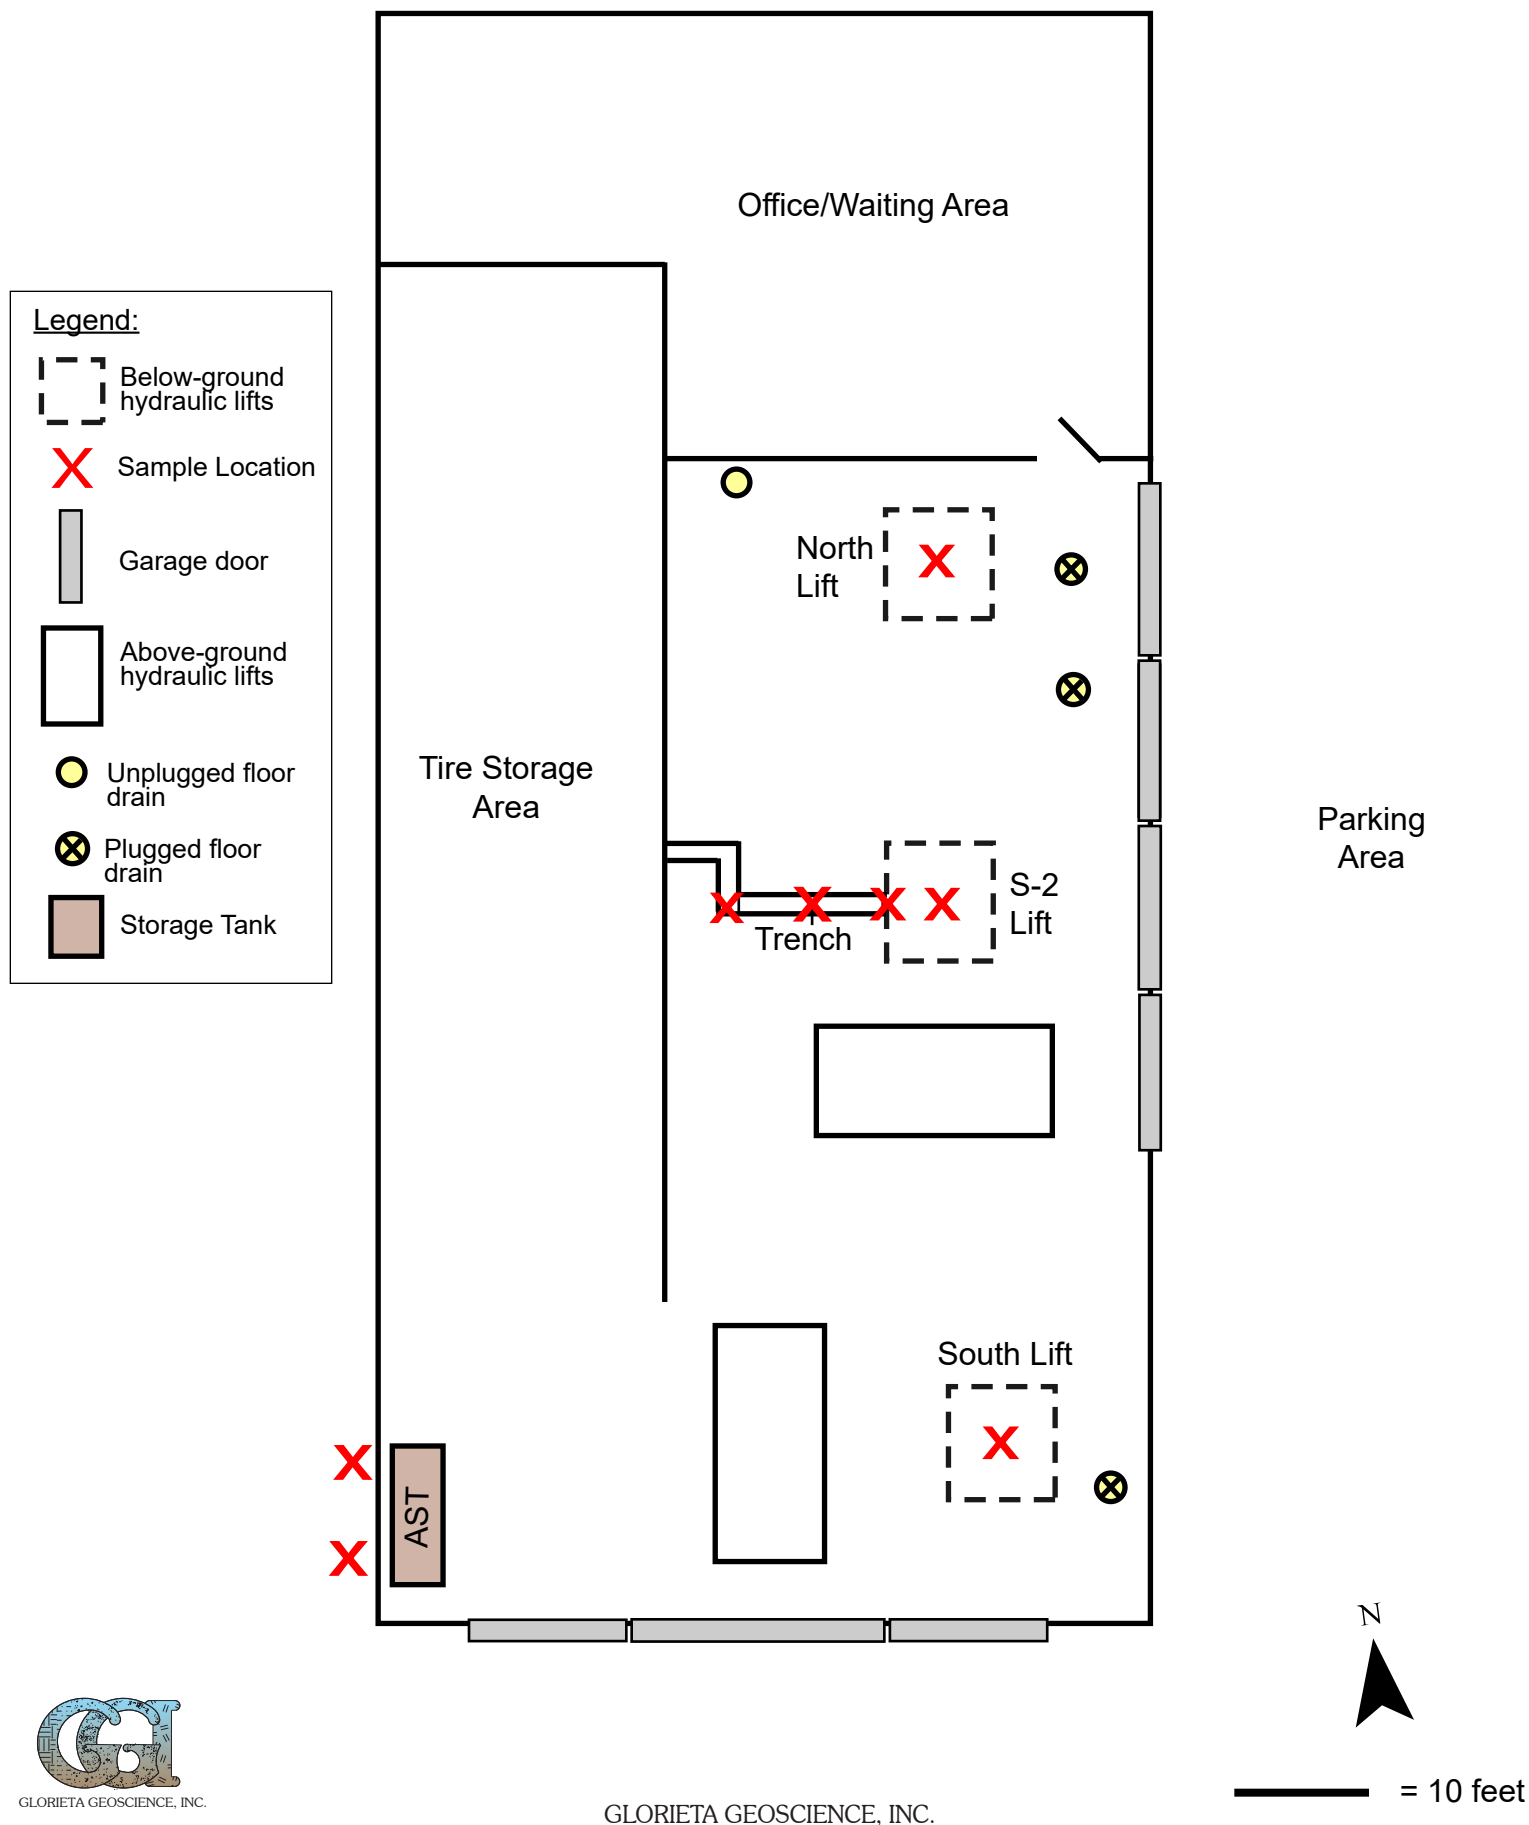 Office/Waiting Area
Legend:
Below-ground
hydraulic lifts
Sample Location
Garage door
Above-ground
hydraulic lifts
Unplugged floor
drain
Plugged floor
drain
Storage Tank
North
Lift
Tire Storage
Area
Parking
Area
S-2
Lift
Trench
South Lift
AST
N
GGI
GLORIETA GEOSCIENCE, INC.
= 10 feet
GLORIETA GEOSCIENCE, INC.